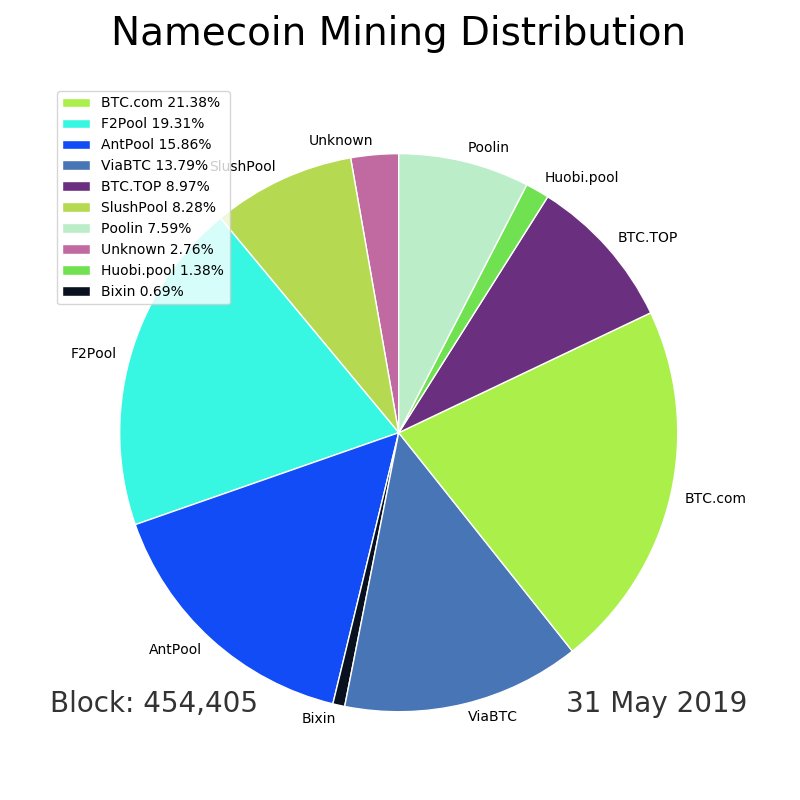 Namecoin Mining Distribution
BTC.com 21.38%
F2Pool 19.31%
AntPool 15.86%
ViaBTC 13.79%
BTC.TOP 8.97%
SlushPool 8.28%
Poolin 7.59%
Unknown 2.76%
Huobi.pool 1.38%
Bixin 0.69%
Unknown
Poolin
SlushPool
Huobi.pool
BTC.TOP
F2Pool
BTC.com
AntPool
Bixin
ViaBTC
Block: 454,405
31 May 2019